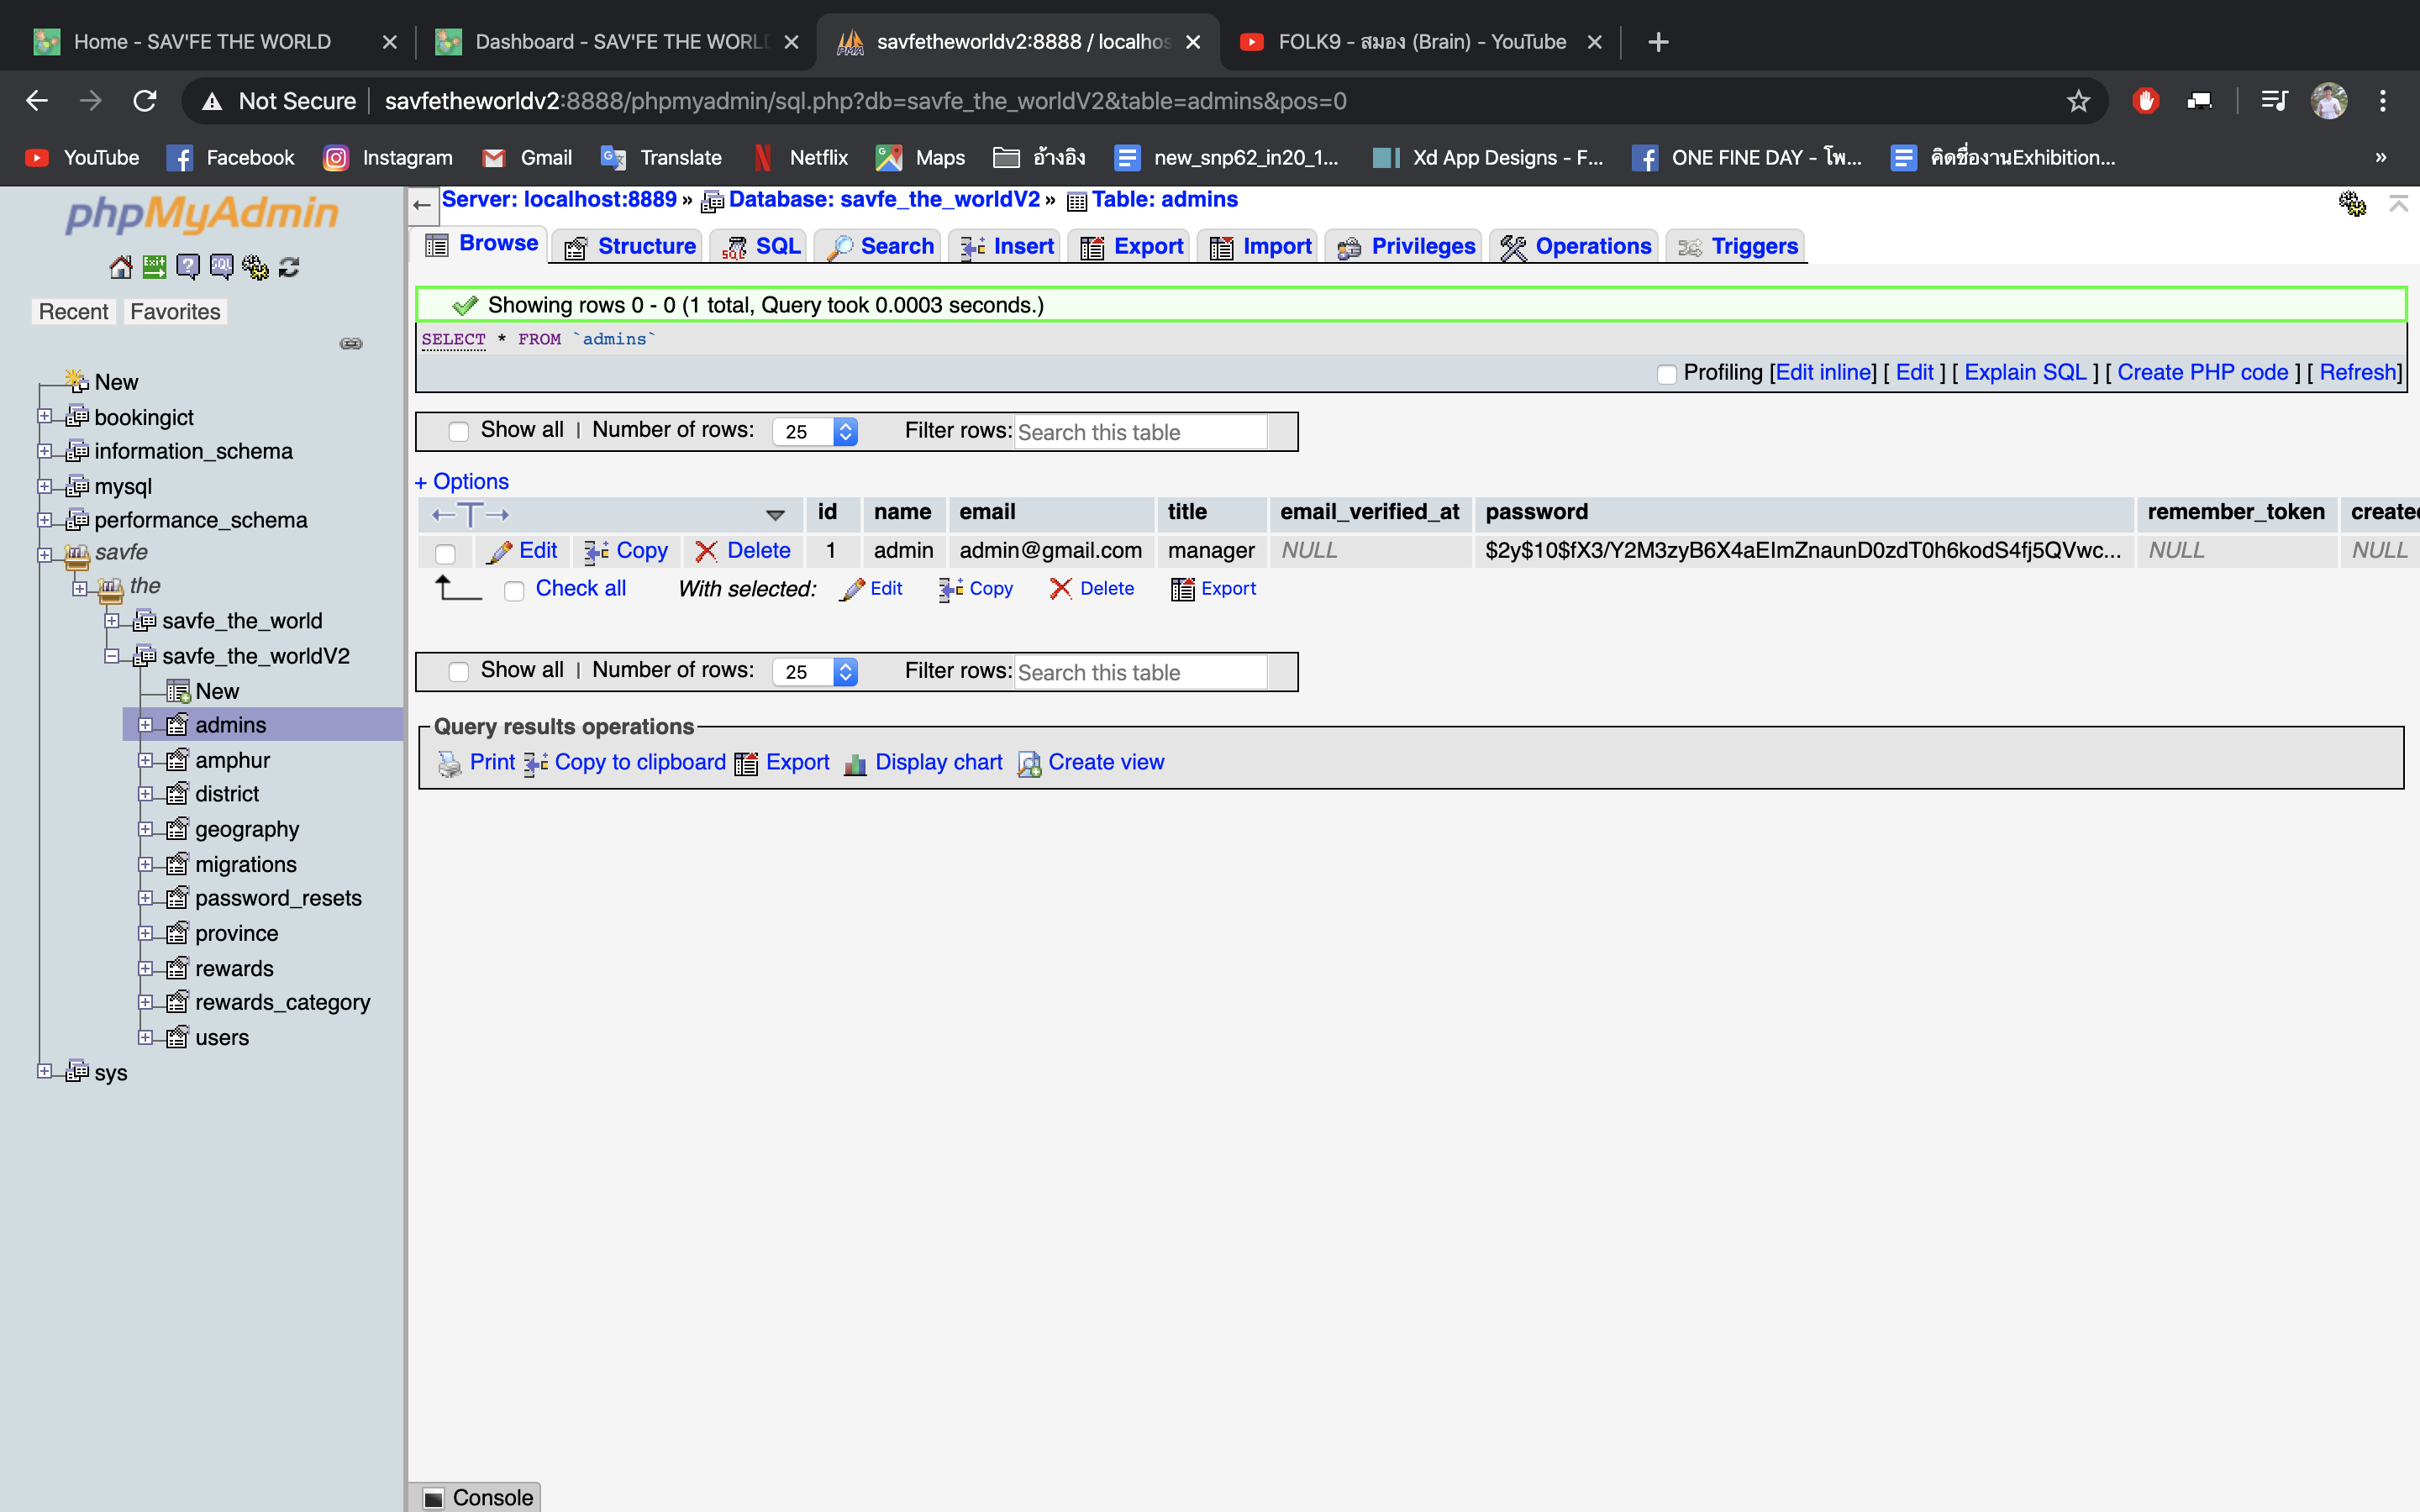 Home - SAV'FE THE WORLD
Dashboard - SAV'FE THE WORL
savfetheworldv2:8888 / localhos
FOLK9 - สมอง (Brain) - YouTube
Not Secure savfetheworldv2:8888/phpmyadmin/sql.php?db=savfe_the_worldV2&table=admins&pos=0
YouTube Facebook Instagram Gmail Translate Netflix Maps อ้างอิง new_snp62_in20_1... Xd App Designs - F... ONE FINE DAY - โพ... คิดชื่องานExhibition... »
phpMyAdmin
Recent Favorites
New
bookingict
information_schema
mysql
performance_schema
savfe
the
savfe_the_world
savfe_the_worldV2
New
admins
amphur
district
geography
migrations
password_resets
province
rewards
rewards_category
users
sys
Server: localhost:8889 » Database: savfe_the_worldV2 » Table: admins
Browse Structure SQL Search Insert Export Import Privileges Operations Triggers
Showing rows 0 - 0 (1 total, Query took 0.0003 seconds.)
SELECT * FROM `admins`
Profiling [Edit inline] [ Edit ] [ Explain SQL ] [ Create PHP code ] [ Refresh]
Show all | Number of rows: 25 Filter rows: Search this table
+ Options
id name email title email_verified_at password remember_token create
Edit Copy Delete 1 admin admin@gmail.com manager NULL $2y$10$fX3/Y2M3zyB6X4aEImZnaunD0zdT0h6kodS4fj5QVwc... NULL NULL
Check all With selected: Edit Copy Delete Export
Show all | Number of rows: 25 Filter rows: Search this table
Query results operations
Print Copy to clipboard Export Display chart Create view
Console